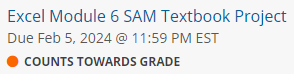 Excel Module 6 SAM Textbook Project
Due Feb 5, 2024 @ 11:59 PM EST
COUNTS TOWARDS GRADE